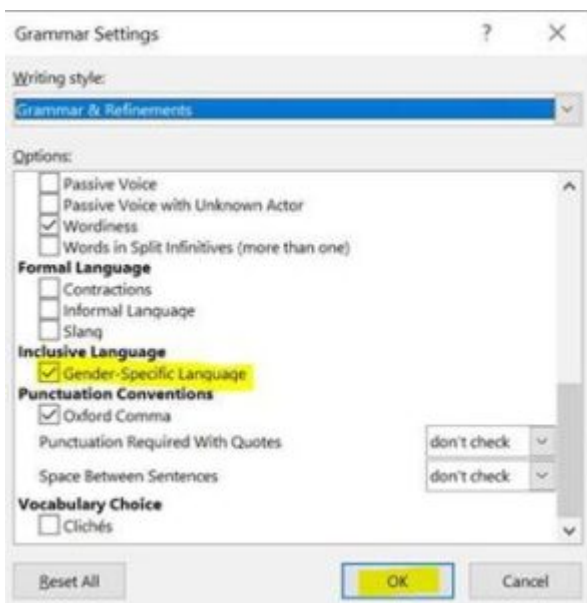 Grammar Settings ?
Writing style:
Grammar & Refinements
Options:
Passive Voice
Passive Voice with Unknown Actor
Wordiness
Words in Split Infinitives (more than one)
Formal Language
Contractions
Informal Language
Slang
Inclusive Language
Gender-Specific Language
Punctuation Conventions
Oxford Comma
Punctuation Required With Quotes don't check
Space Between Sentences don't check
Vocabulary Choice
Clichés
Reset All OK Cancel